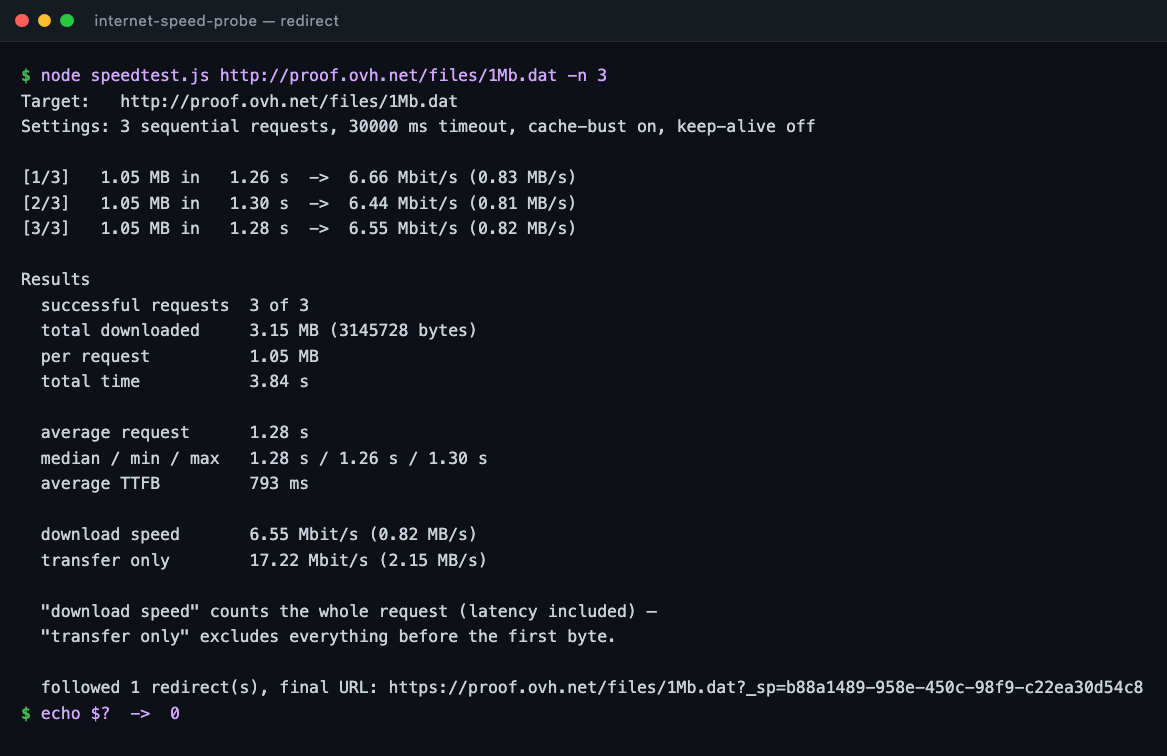 internet-speed-probe — redirect
$ node speedtest.js http://proof.ovh.net/files/1Mb.dat -n 3
Target:   http://proof.ovh.net/files/1Mb.dat
Settings: 3 sequential requests, 30000 ms timeout, cache-bust on, keep-alive off
[1/3]   1.05 MB in   1.26 s  ->  6.66 Mbit/s (0.83 MB/s)
[2/3]   1.05 MB in   1.30 s  ->  6.44 Mbit/s (0.81 MB/s)
[3/3]   1.05 MB in   1.28 s  ->  6.55 Mbit/s (0.82 MB/s)
Results
  successful requests  3 of 3
  total downloaded     3.15 MB (3145728 bytes)
  per request          1.05 MB
  total time           3.84 s
  average request      1.28 s
  median / min / max   1.28 s / 1.26 s / 1.30 s
  average TTFB         793 ms
  download speed       6.55 Mbit/s (0.82 MB/s)
  transfer only        17.22 Mbit/s (2.15 MB/s)
  "download speed" counts the whole request (latency included) —
  "transfer only" excludes everything before the first byte.
  followed 1 redirect(s), final URL: https://proof.ovh.net/files/1Mb.dat?_sp=b88a1489-958e-450c-98f9-c22ea30d54c8
$ echo $?  ->  0